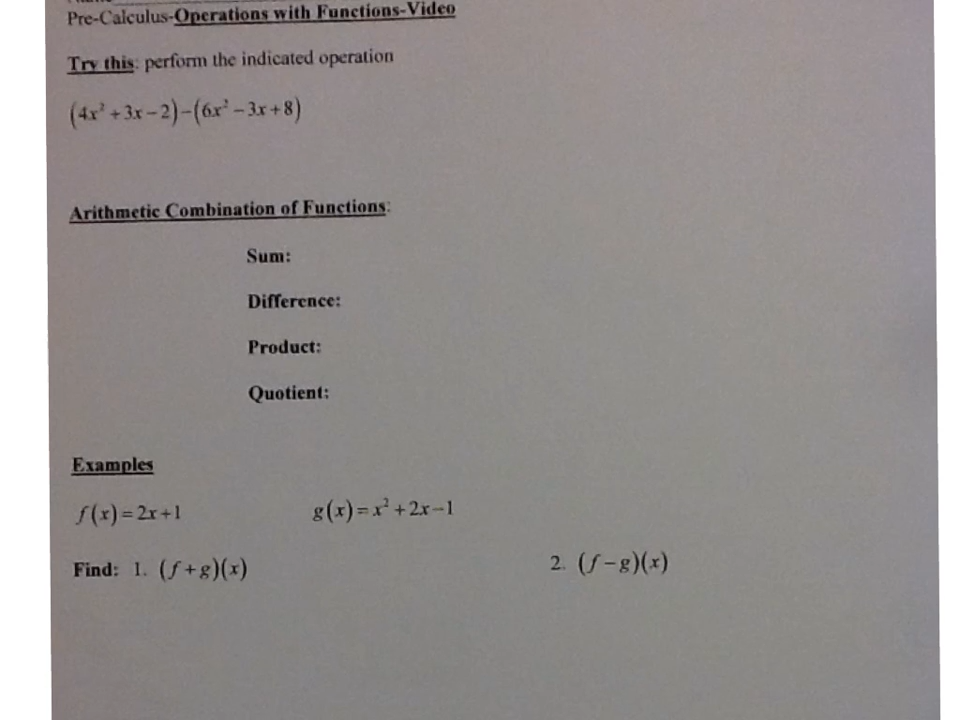 Pre-Calculus-Operations with Functions-Video
Try this: perform the indicated operation
(4x² + 3x − 2) − (6x² − 3x + 8)
Arithmetic Combination of Functions:
Sum:
Difference:
Product:
Quotient:
Examples
f(x) = 2x + 1 g(x) = x² + 2x − 1
Find: 1. (f + g)(x) 2. (f − g)(x)